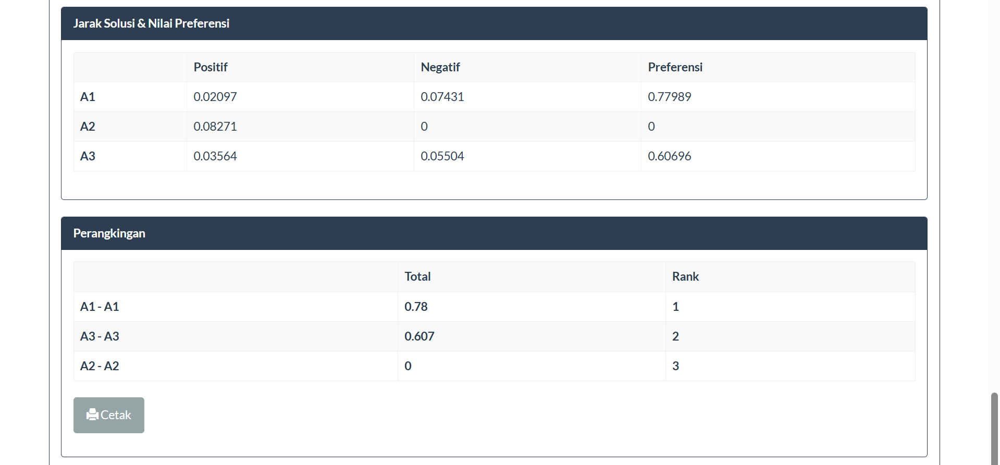 Jarak Solusi & Nilai Preferensi
Positif Negatif Preferensi
A1 0.02097 0.07431 0.77989
A2 0.08271 0 0
A3 0.03564 0.05504 0.60696
Perangkingan
Total Rank
A1 - A1 0.78 1
A3 - A3 0.607 2
A2 - A2 0 3
Cetak